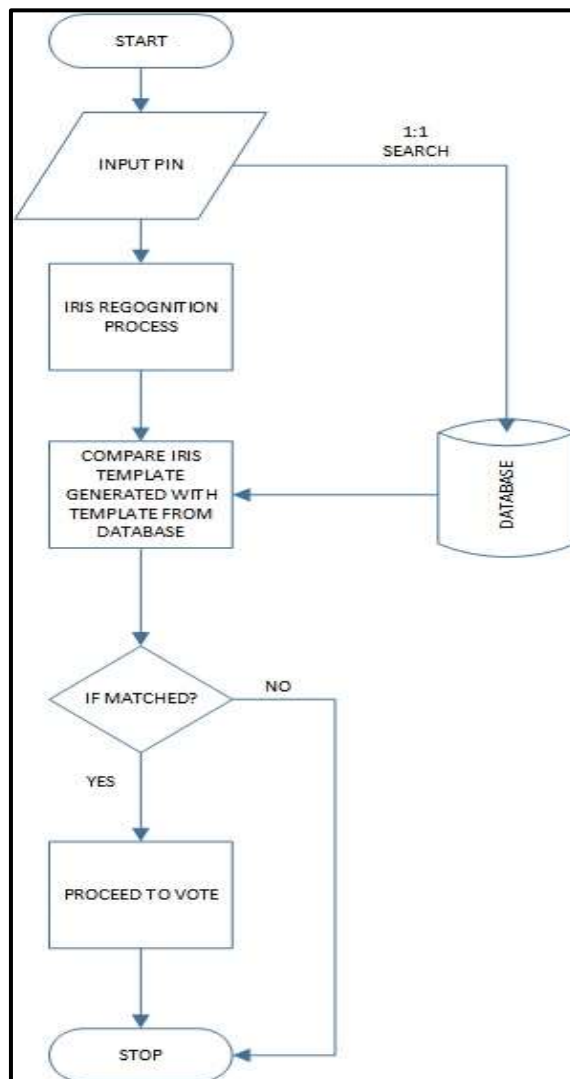 START
INPUT PIN
1:1
SEARCH
IRIS REGOGNITION
PROCESS
COMPARE IRIS
TEMPLATE
GENERATED WITH
TEMPLATE FROM
DATABASE
DATABASE
IF MATCHED?
NO
YES
PROCEED TO VOTE
STOP